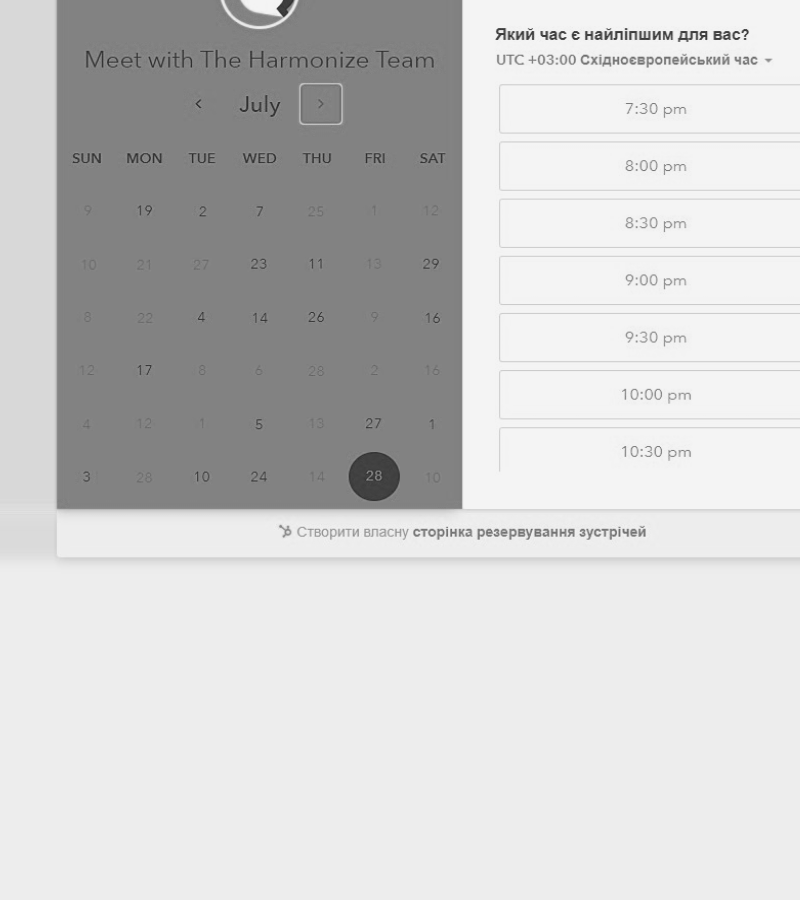 Meet with The Harmonize Team
July
SUN MON TUE WED THU FRI SAT
9 19 2 7 25 1 12
10 21 27 23 11 13 29
8 22 4 14 26 9 16
12 17 8 6 28 2 16
4 12 1 5 13 27 1
3 28 10 24 14 28 10
Який час є найліпшим для вас?
UTC +03:00 Східноєвропейський час
7:30 pm
8:00 pm
8:30 pm
9:00 pm
9:30 pm
10:00 pm
10:30 pm
Створити власну сторінка резервування зустрічей